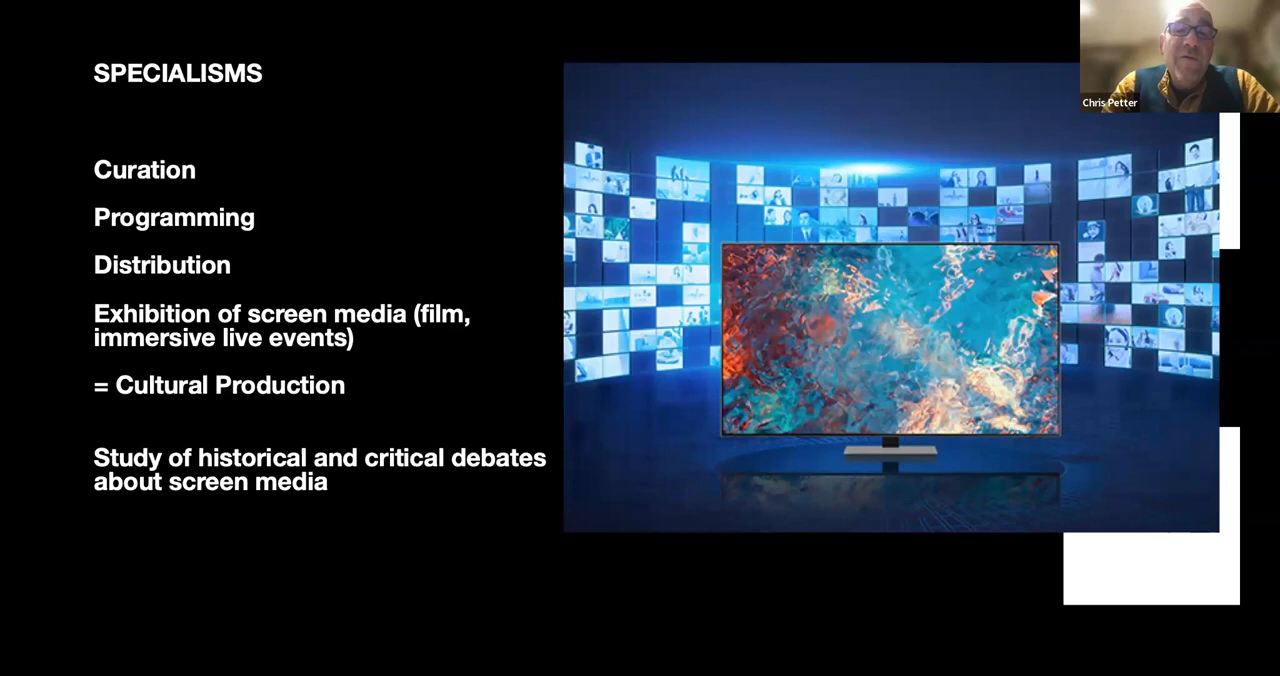 SPECIALISMS
Curation
Programming
Distribution
Exhibition of screen media (film,
immersive live events)
= Cultural Production
Study of historical and critical debates
about screen media
Chris Petter